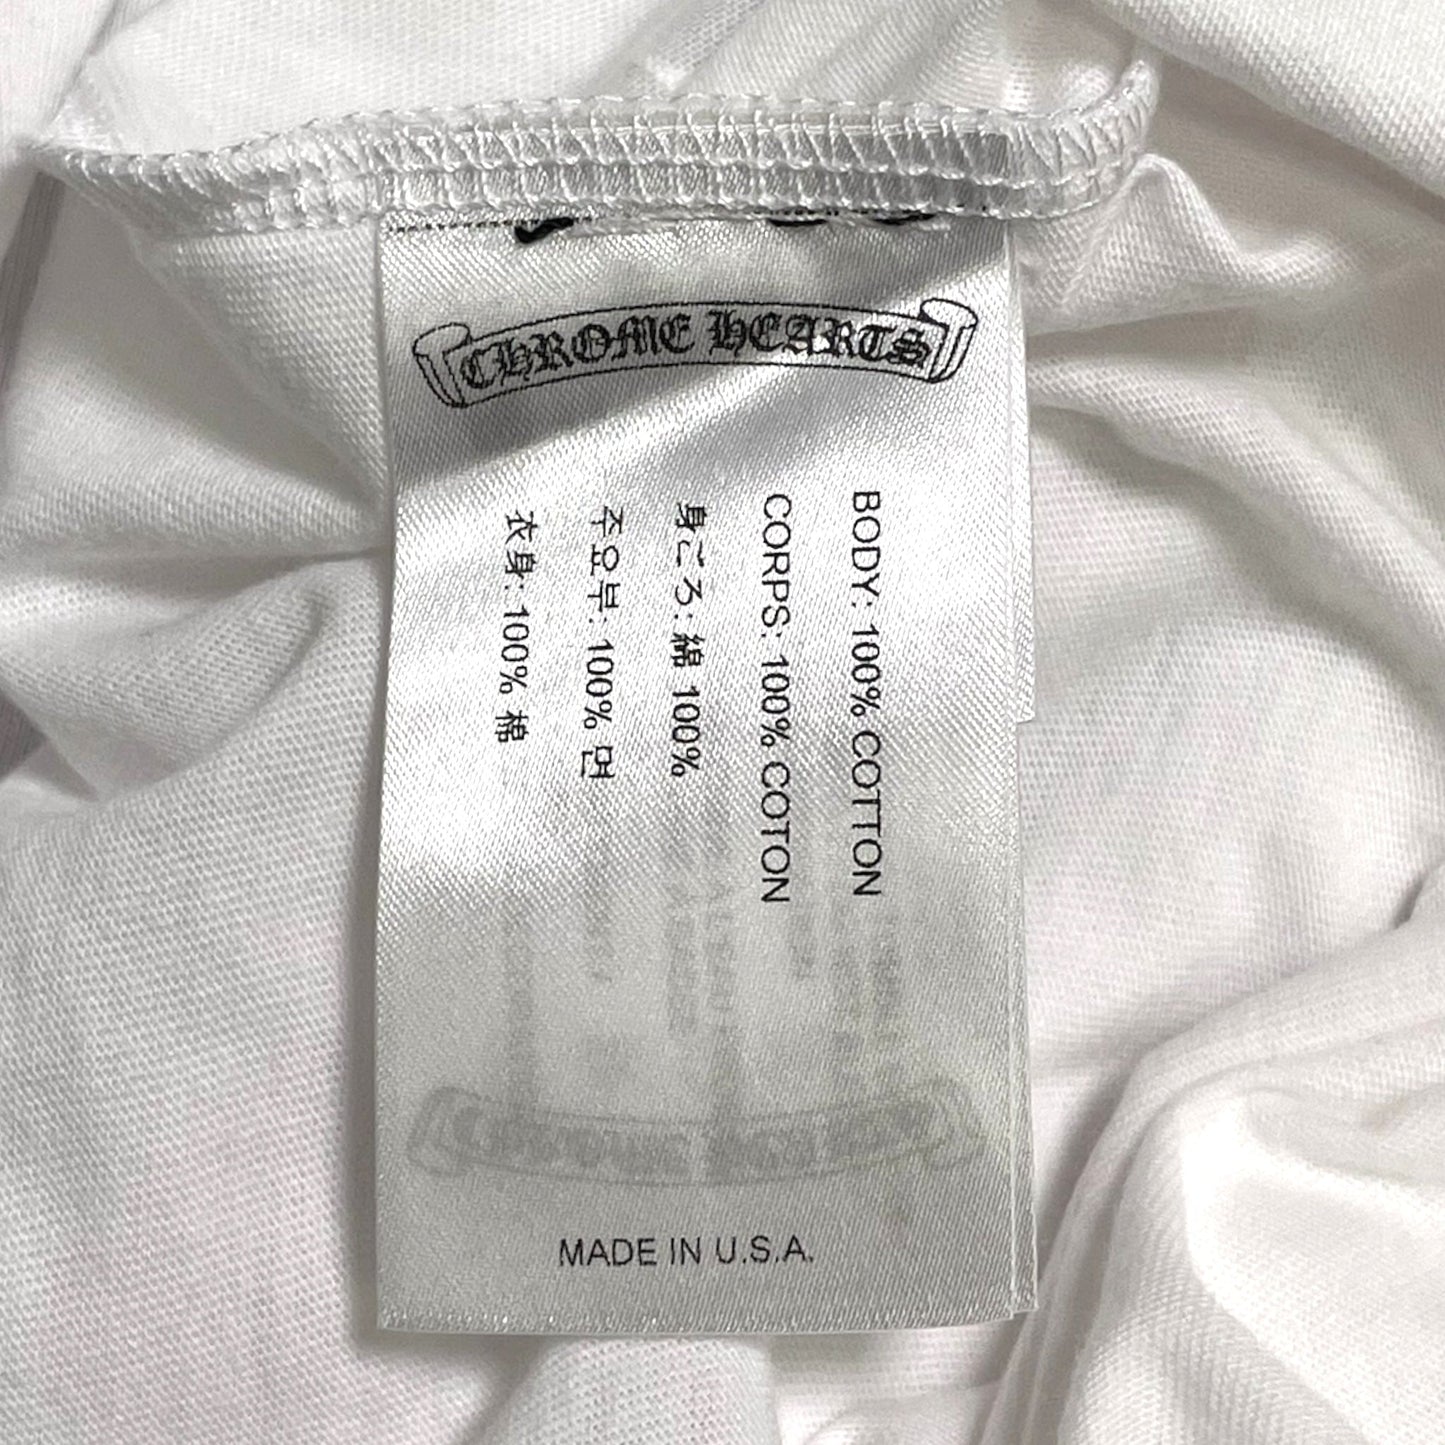 CHROME HEARTS
BODY: 100% COTTON
CORPS: 100% COTON
身ごろ: 綿 100%
주요부: 100% 면
衣身: 100% 棉
MADE IN U.S.A.